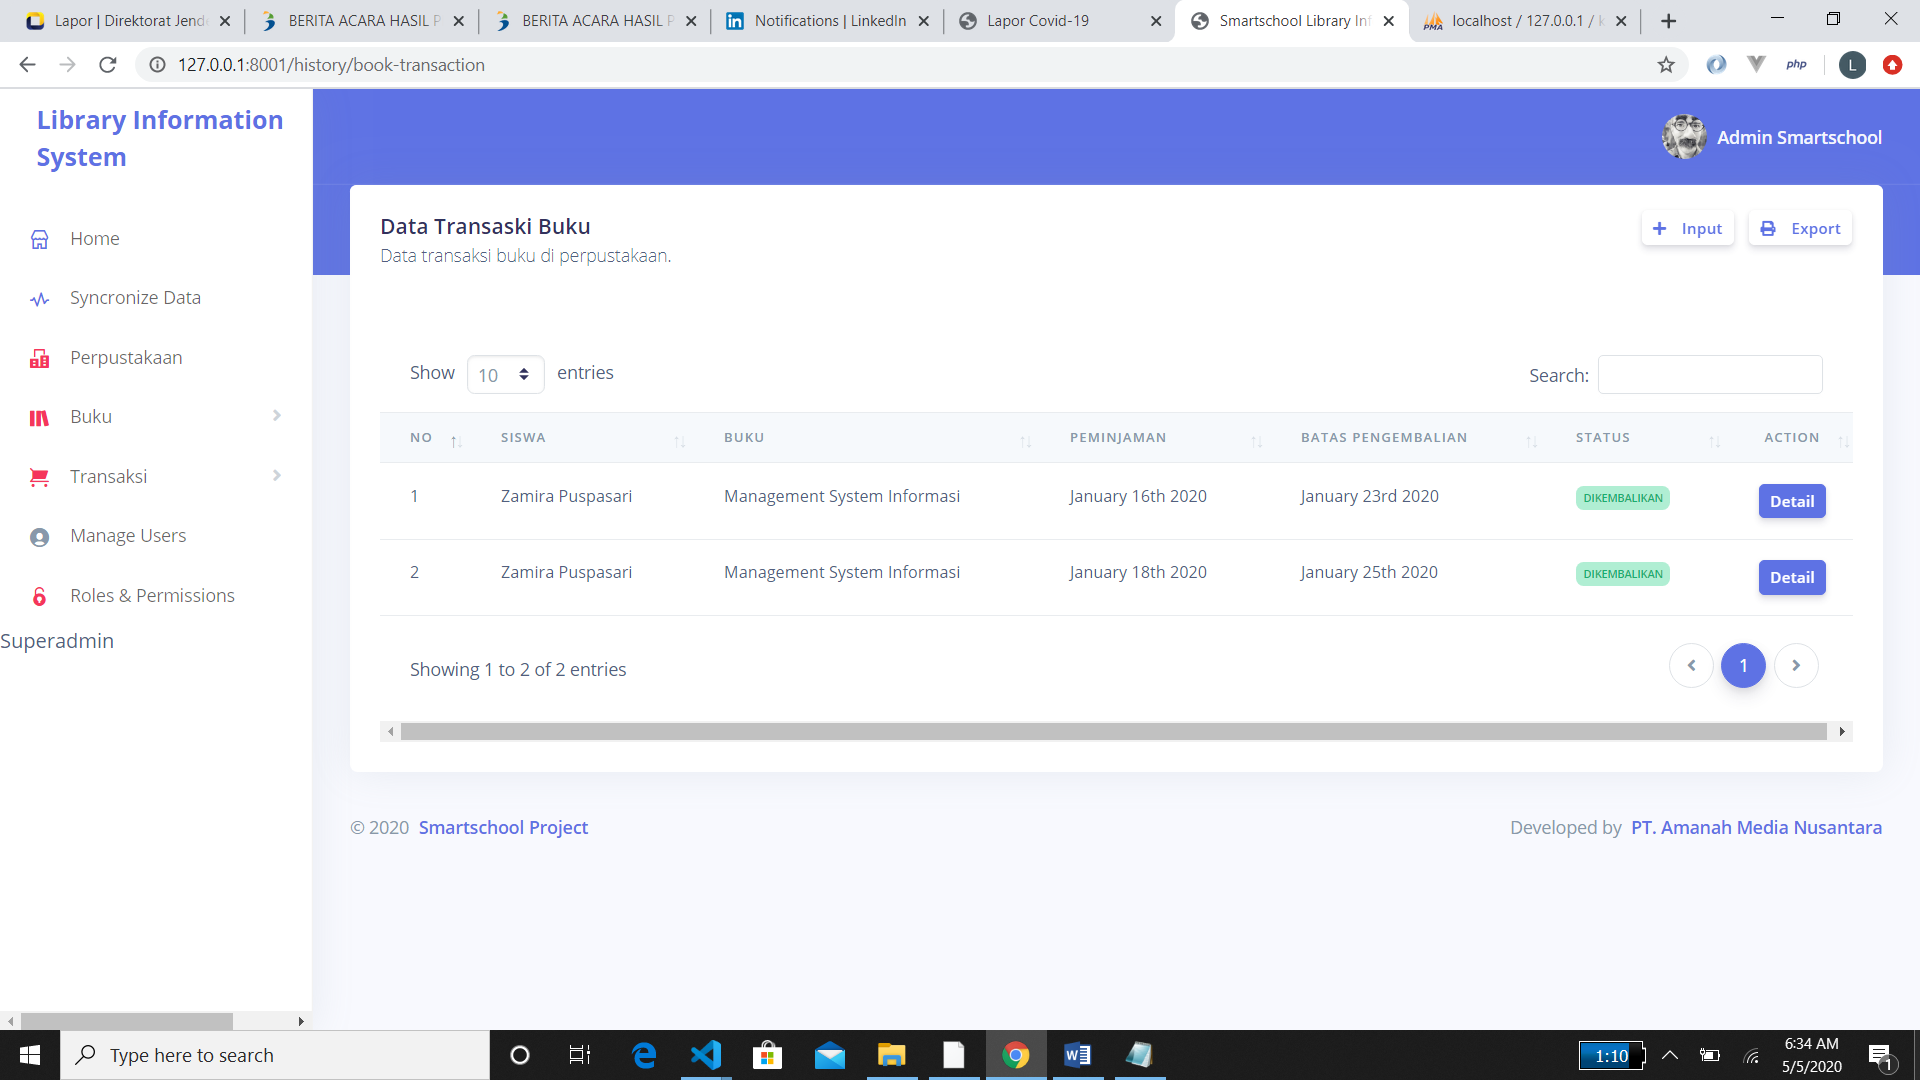 Lapor | Direktorat Jend
BERITA ACARA HASIL P
BERITA ACARA HASIL P
Notifications | LinkedIn
Lapor Covid-19
Smartschool Library Inf
localhost / 127.0.0.1 / k
127.0.0.1:8001/history/book-transaction
php
L
Library Information
System
Admin Smartschool
Home
Syncronize Data
Perpustakaan
Buku
Transaksi
Manage Users
Roles & Permissions
Superadmin
Data Transaski Buku
Data transaksi buku di perpustakaan.
Input
Export
Show 10 entries
Search:
NO SISWA BUKU PEMINJAMAN BATAS PENGEMBALIAN STATUS ACTION
1 Zamira Puspasari Management System Informasi January 16th 2020 January 23rd 2020 DIKEMBALIKAN Detail
2 Zamira Puspasari Management System Informasi January 18th 2020 January 25th 2020 DIKEMBALIKAN Detail
Showing 1 to 2 of 2 entries
1
© 2020 Smartschool Project
Developed by PT. Amanah Media Nusantara
Type here to search
1:10
6:34 AM
5/5/2020
1